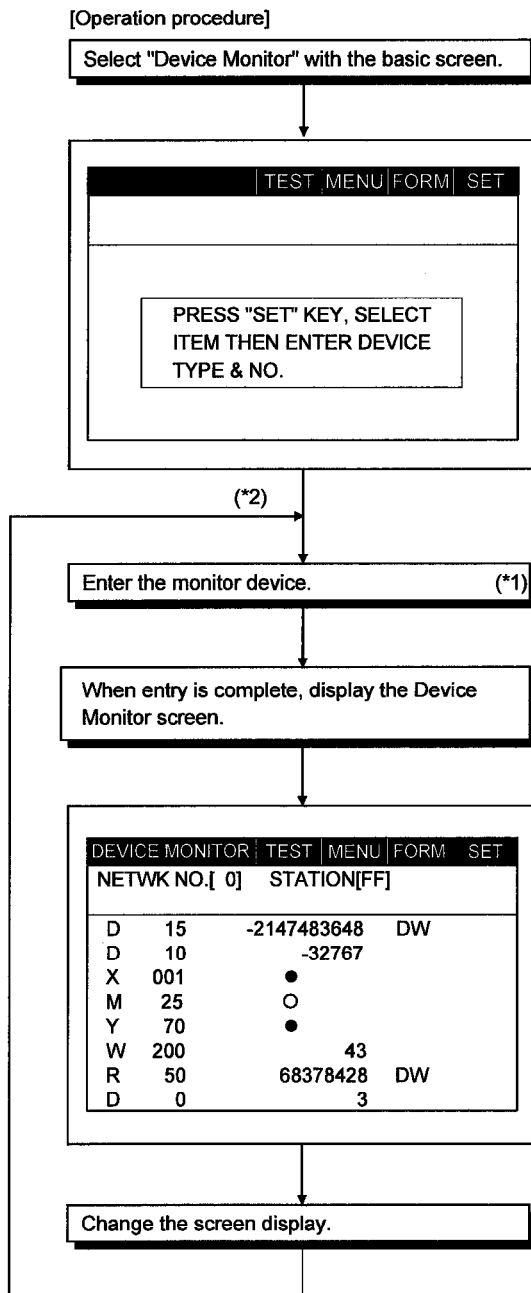 [Operation procedure]
Select "Device Monitor" with the basic screen.
TEST MENU FORM SET
PRESS "SET" KEY, SELECT
ITEM THEN ENTER DEVICE
TYPE & NO.
(*2)
Enter the monitor device. (*1)
When entry is complete, display the Device
Monitor screen.
DEVICE MONITOR TEST MENU FORM SET
NETWK NO.[ 0] STATION[FF]
D 15 -2147483648 DW
D 10 -32767
X 001 ●
M 25 ○
Y 70 ●
W 200 43
R 50 68378428 DW
D 0 3
Change the screen display.